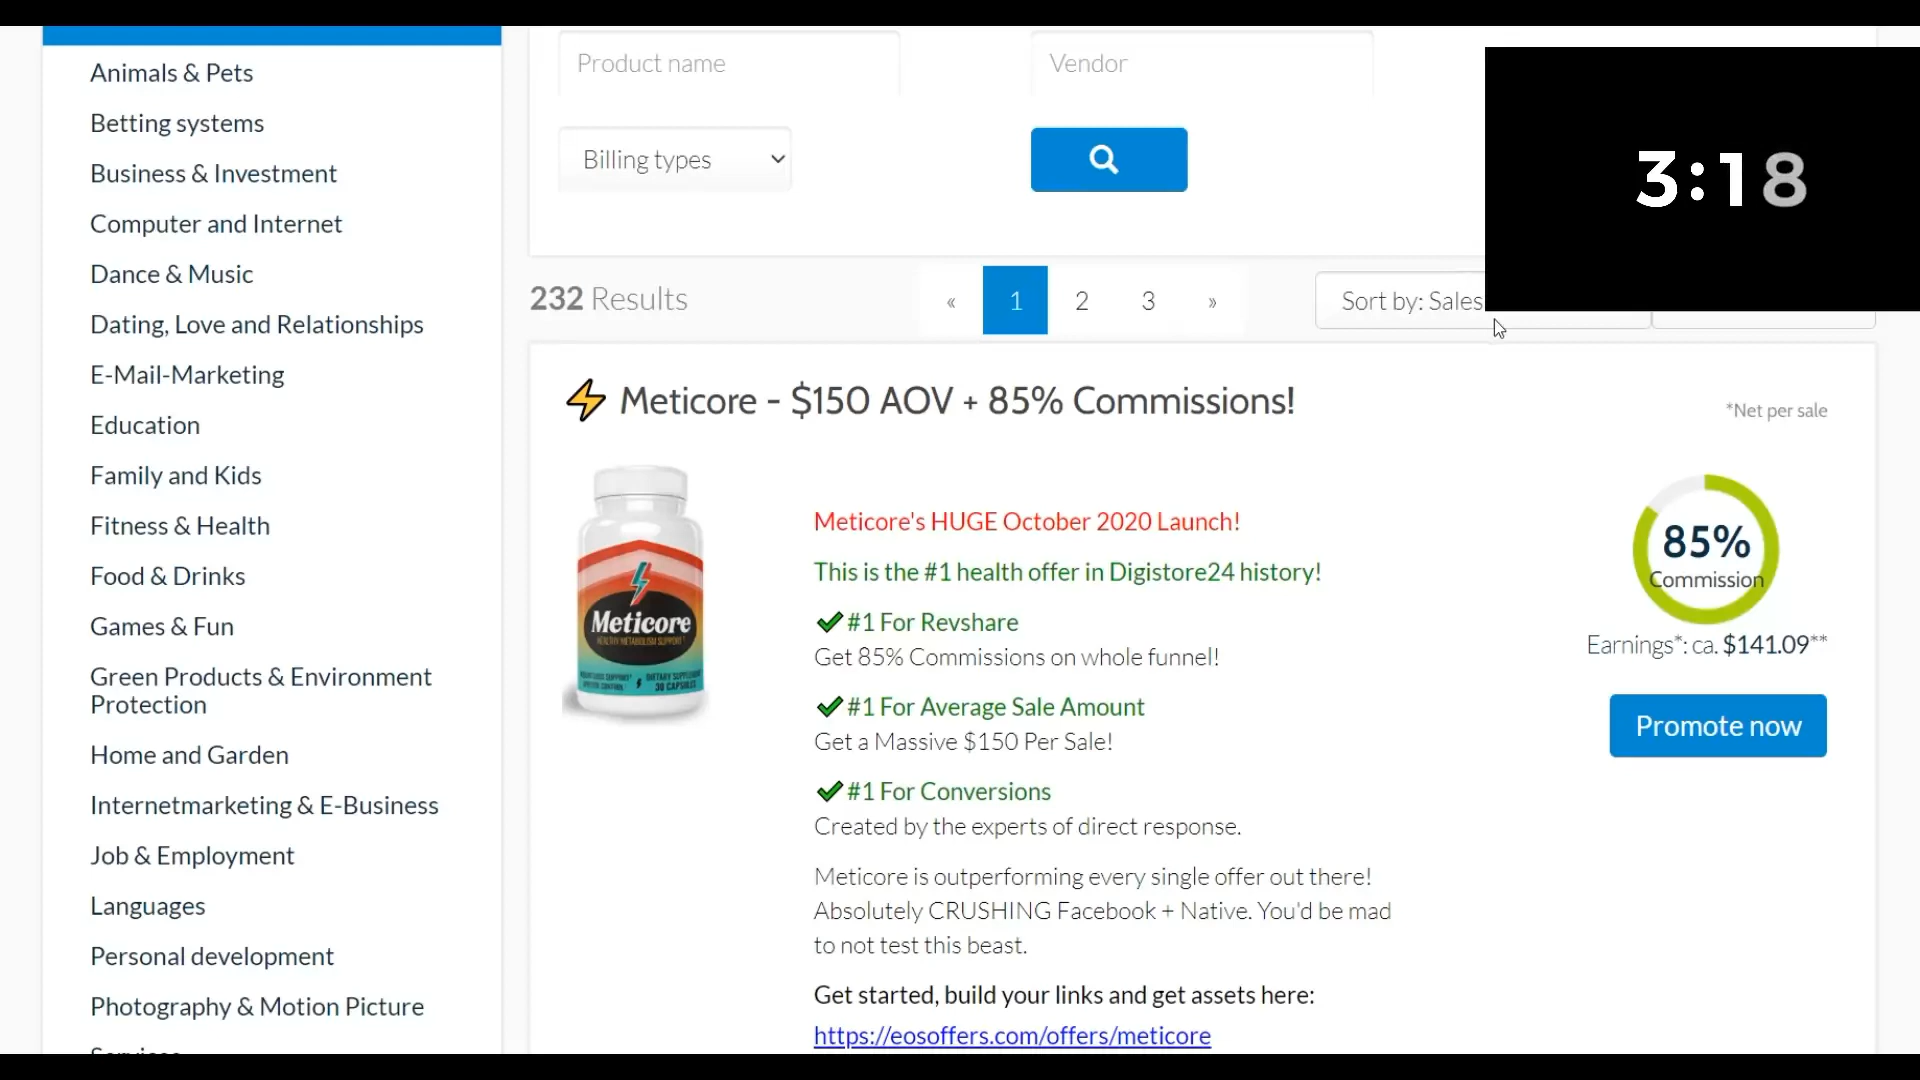 Animals & Pets
Betting systems
Business & Investment
Computer and Internet
Dance & Music
Dating, Love and Relationships
E-Mail-Marketing
Education
Family and Kids
Fitness & Health
Food & Drinks
Games & Fun
Green Products & Environment
Protection
Home and Garden
Internetmarketing & E-Business
Job & Employment
Languages
Personal development
Photography & Motion Picture
Product name
Vendor
Billing types
3:18
232 Results
« 1 2 3 »
Sort by: Sales
⚡ Meticore - $150 AOV + 85% Commissions!
*Net per sale
Meticore
HEALTHY METABOLISM SUPPORT
DIETARY SUPPLEMENT
30 CAPSULES
Meticore's HUGE October 2020 Launch!
This is the #1 health offer in Digistore24 history!
✔ #1 For Revshare
Get 85% Commissions on whole funnel!
✔ #1 For Average Sale Amount
Get a Massive $150 Per Sale!
✔ #1 For Conversions
Created by the experts of direct response.
Meticore is outperforming every single offer out there!
Absolutely CRUSHING Facebook + Native. You'd be mad
to not test this beast.
Get started, build your links and get assets here:
https://eosoffers.com/offers/meticore
85%
Commission
Earnings*: ca. $141.09**
Promote now